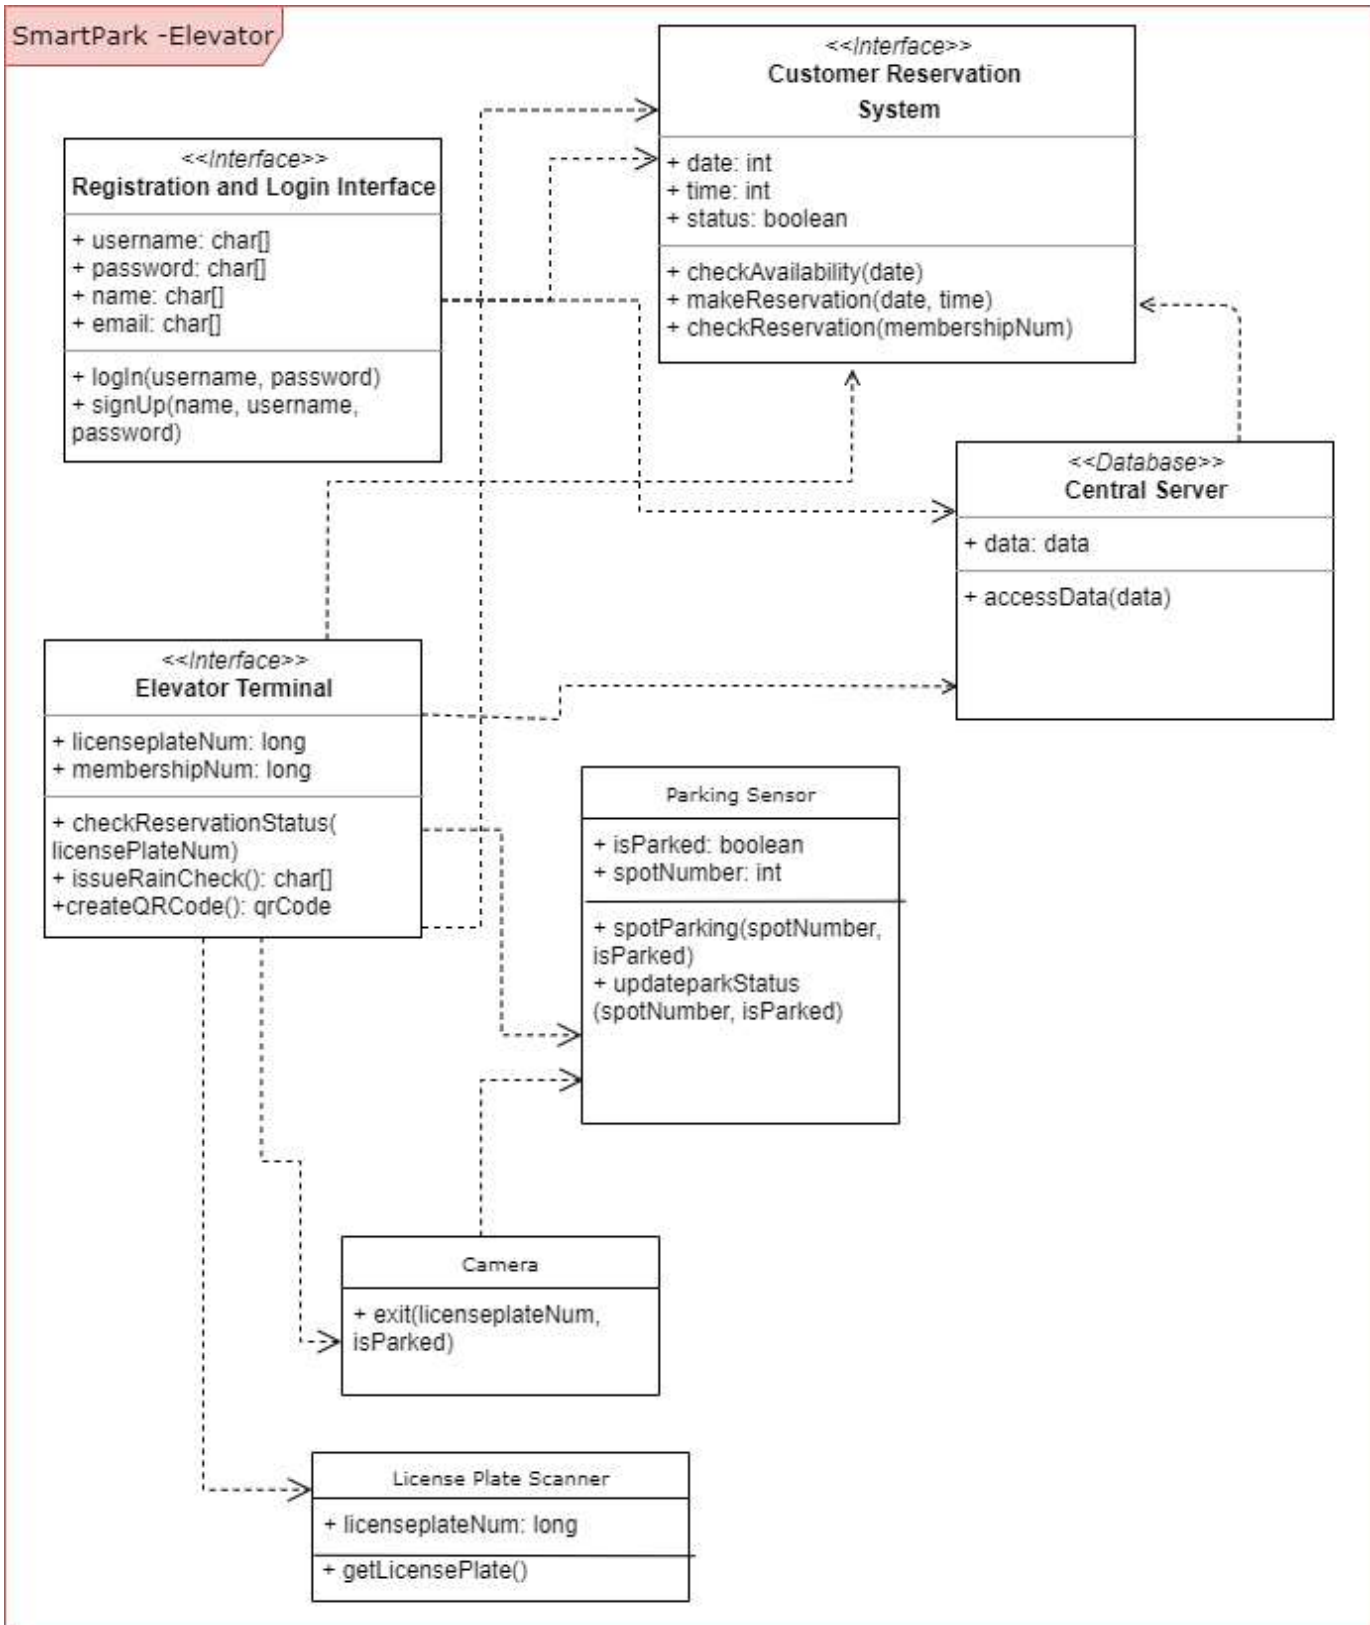 SmartPark -Elevator
<<Interface>>
Customer Reservation
System
+ date: int
+ time: int
+ status: boolean
+ checkAvailability(date)
+ makeReservation(date, time)
+ checkReservation(membershipNum)
<<Interface>>
Registration and Login Interface
+ username: char[]
+ password: char[]
+ name: char[]
+ email: char[]
+ logIn(username, password)
+ signUp(name, username,
password)
<<Database>>
Central Server
+ data: data
+ accessData(data)
<<Interface>>
Elevator Terminal
+ licenseplateNum: long
+ membershipNum: long
+ checkReservationStatus(
licensePlateNum)
+ issueRainCheck(): char[]
+createQRCode(): qrCode
Parking Sensor
+ isParked: boolean
+ spotNumber: int
+ spotParking(spotNumber,
isParked)
+ updateparkStatus
(spotNumber, isParked)
Camera
+ exit(licenseplateNum,
isParked)
License Plate Scanner
+ licenseplateNum: long
+ getLicensePlate()